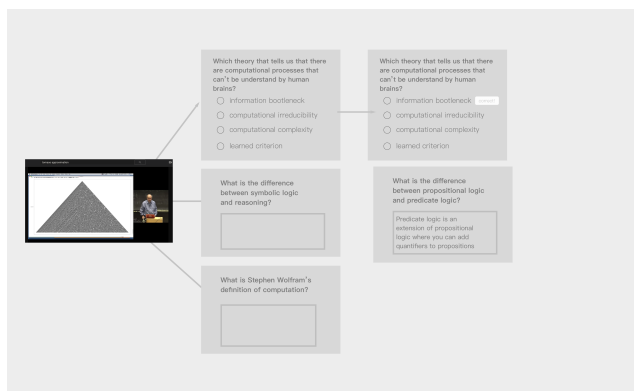 Which theory that tells us that there
are computational processes that
can't be understand by human
brains?
information bootleneck
computational irreducibility
computational complexity
learned criterion
Which theory that tells us that there
are computational processes that
can't be understand by human
brains?
information bootleneck
computational irreducibility
computational complexity
learned criterion
What is the difference
between symbolic logic
and reasoning?
What is the difference
between propositional logic
and predicate logic?
Predicate logic is an
extension of propositional
logic where you can add
quantifiers to propositions
What is Stephen Wolfram's
definition of computation?